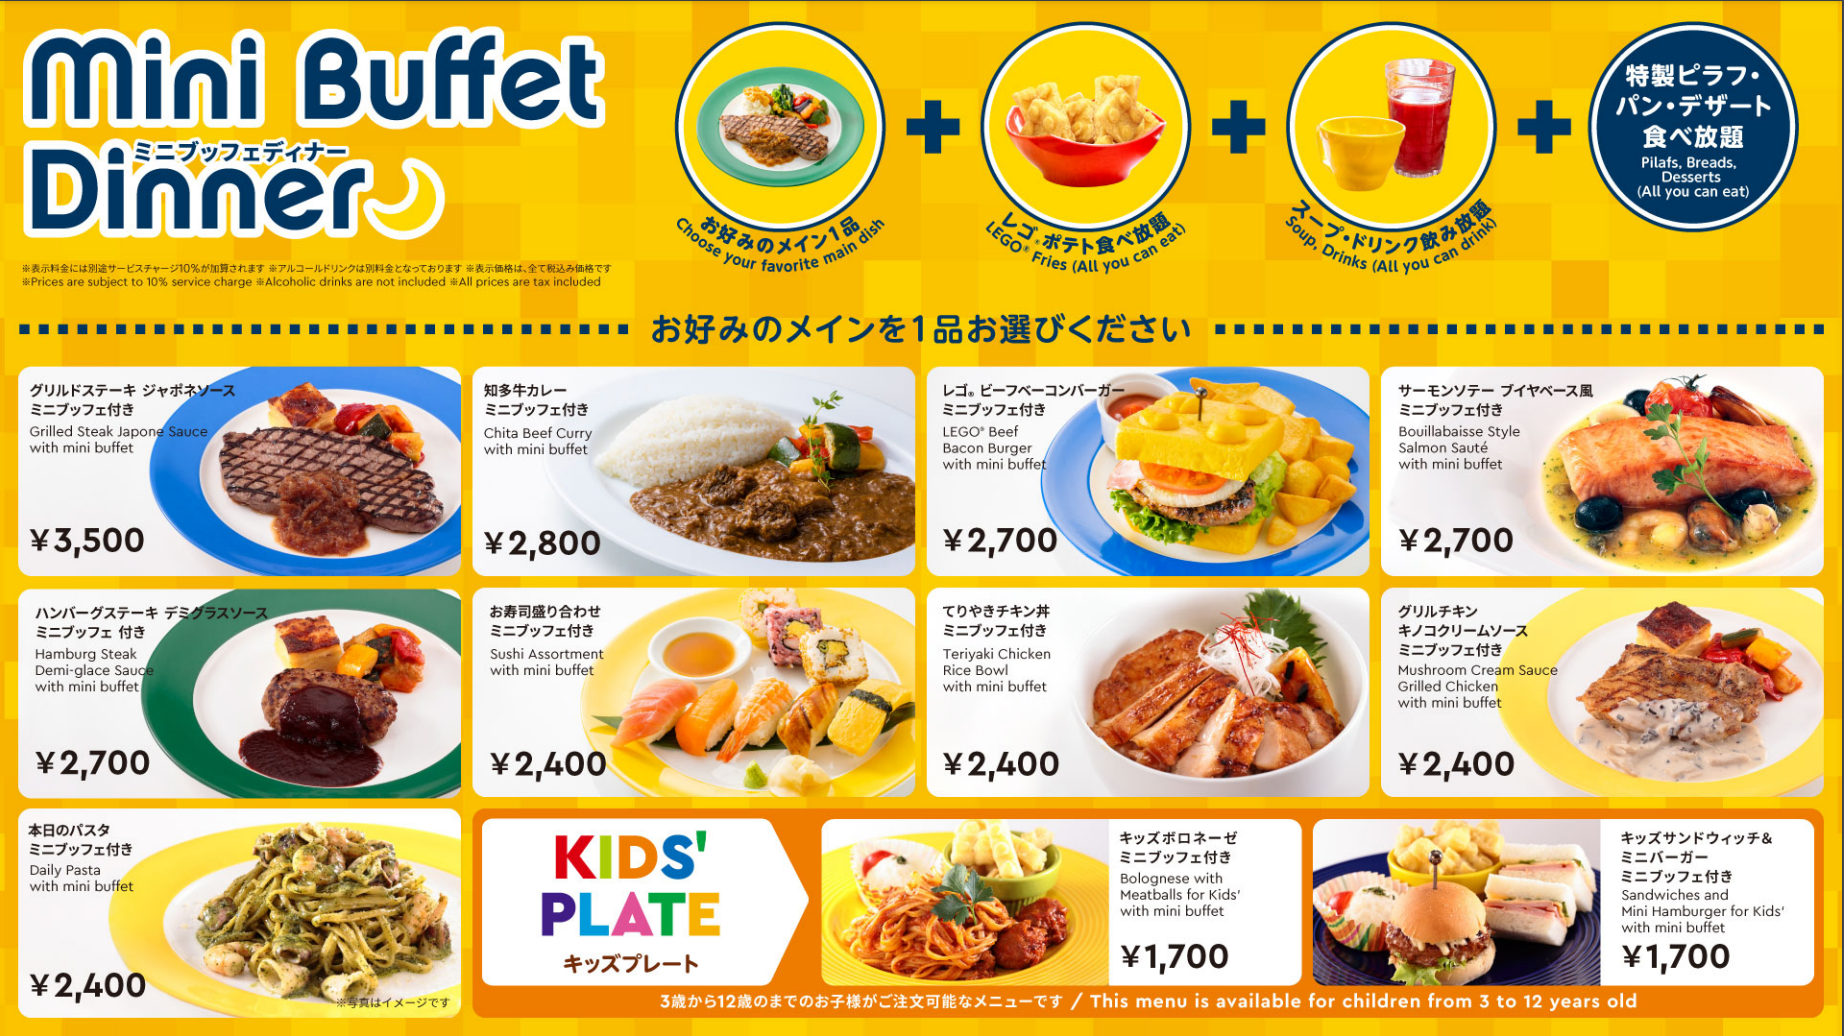 Mini Buffet
ミニブッフェディナー
Dinner
※表示料金には別途サービスチャージ10%が加算されます ※アルコールドリンクは別料金となっております ※表示価格は、全て税込み価格です
※Prices are subject to 10% service charge ※Alcoholic drinks are not included ※All prices are tax included
お好みのメイン1品
Choose your favorite main dish
+
レゴ®ポテト食べ放題
LEGO® Fries (All you can eat)
+
スープ・ドリンク飲み放題
Soup, Drinks (All you can drink)
+
特製ピラフ・
パン・デザート
食べ放題
Pilafs, Breads,
Desserts
(All you can eat)
お好みのメインを1品お選びください
グリルドステーキ ジャポネソース
ミニブッフェ付き
Grilled Steak Japone Sauce
with mini buffet
¥3,500
知多牛カレー
ミニブッフェ付き
Chita Beef Curry
with mini buffet
¥2,800
レゴ® ビーフベーコンバーガー
ミニブッフェ付き
LEGO® Beef
Bacon Burger
with mini buffet
¥2,700
サーモンソテー ブイヤベース風
ミニブッフェ付き
Bouillabaisse Style
Salmon Sauté
with mini buffet
¥2,700
ハンバーグステーキ デミグラスソース
ミニブッフェ 付き
Hamburg Steak
Demi-glace Sauce
with mini buffet
¥2,700
お寿司盛り合わせ
ミニブッフェ付き
Sushi Assortment
with mini buffet
¥2,400
てりやきチキン丼
ミニブッフェ付き
Teriyaki Chicken
Rice Bowl
with mini buffet
¥2,400
グリルチキン
キノコクリームソース
ミニブッフェ付き
Mushroom Cream Sauce
Grilled Chicken
with mini buffet
¥2,400
本日のパスタ
ミニブッフェ付き
Daily Pasta
with mini buffet
¥2,400
※写真はイメージです
KIDS'
PLATE
キッズプレート
キッズボロネーゼ
ミニブッフェ付き
Bolognese with
Meatballs for Kids'
with mini buffet
¥1,700
キッズサンドウィッチ&
ミニバーガー
ミニブッフェ付き
Sandwiches and
Mini Hamburger for Kids'
with mini buffet
¥1,700
3歳から12歳のまでのお子様がご注文可能なメニューです / This menu is available for children from 3 to 12 years old